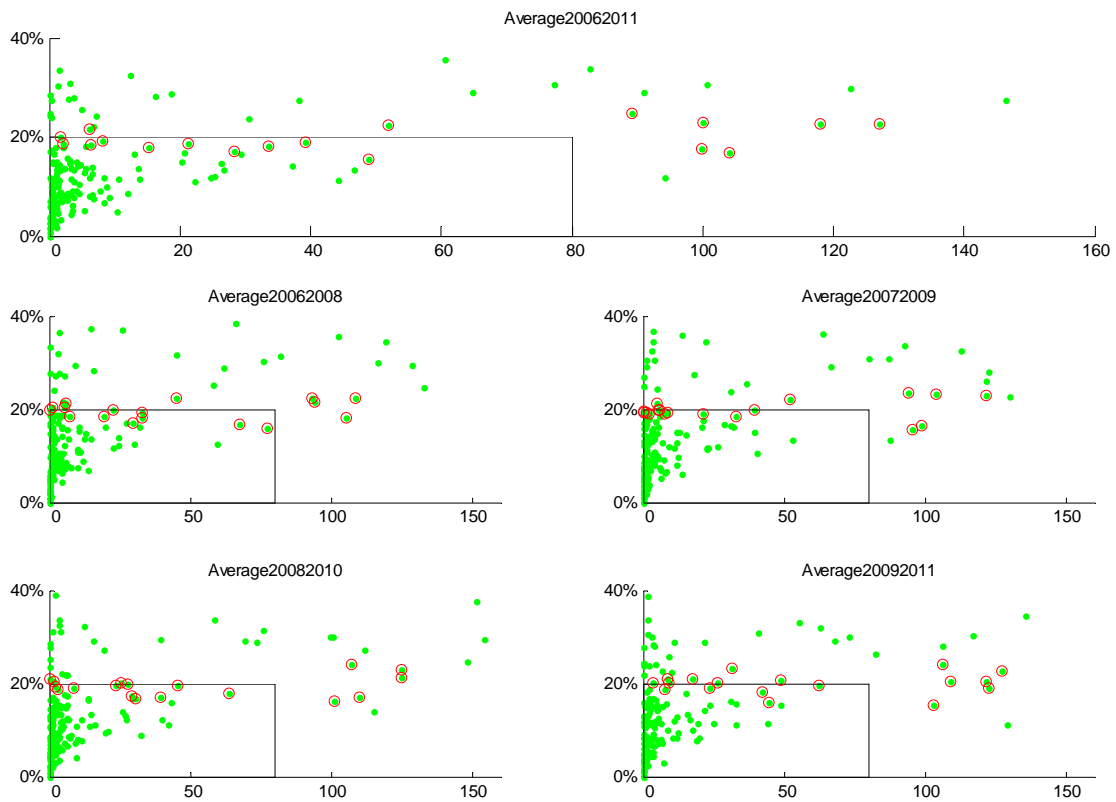 Average20062011
40%
20%
0%
0 20 40 60 80 100 120 140 160
Average20062008 Average20072009
40% 40%
20% 20%
0% 0%
0 50 100 150 0 50 100 150
Average20082010 Average20092011
40% 40%
20% 20%
0% 0%
0 50 100 150 0 50 100 150